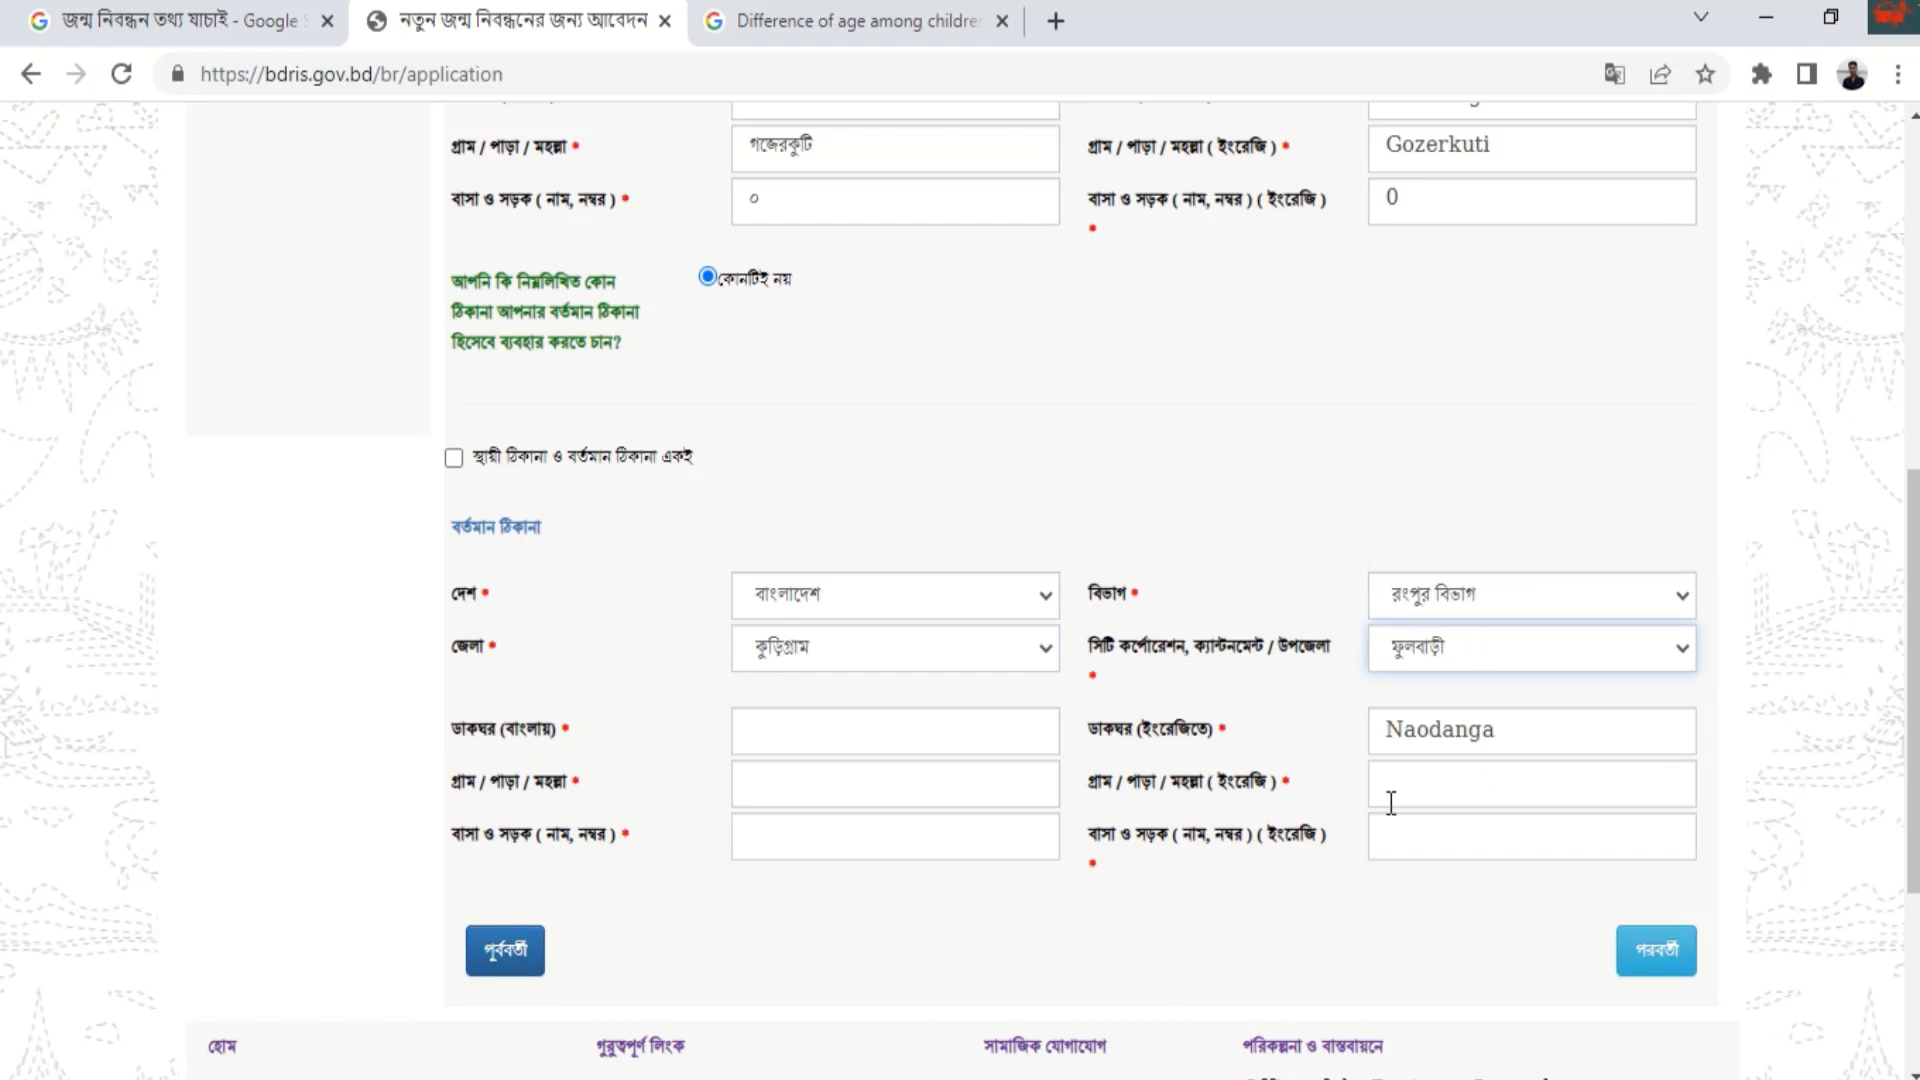 জন্ম নিবন্ধন তথ্য যাচাই - Google
নতুন জন্ম নিবন্ধনের জন্য আবেদন
Difference of age among childre
https://bdris.gov.bd/br/application
গ্রাম / পাড়া / মহল্লা * গজেরকুটি গ্রাম / পাড়া / মহল্লা ( ইংরেজি ) * Gozerkuti
বাসা ও সড়ক ( নাম, নম্বর ) * ০ বাসা ও সড়ক ( নাম, নম্বর ) ( ইংরেজি ) 0
*
আপনি কি নিম্নলিখিত কোন কোনটিই নয়
ঠিকানা আপনার বর্তমান ঠিকানা
হিসেবে ব্যবহার করতে চান?
স্থায়ী ঠিকানা ও বর্তমান ঠিকানা একই
বর্তমান ঠিকানা
দেশ * বাংলাদেশ বিভাগ * রংপুর বিভাগ
জেলা * কুড়িগ্রাম সিটি কর্পোরেশন, ক্যান্টনমেন্ট / উপজেলা ফুলবাড়ী
*
ডাকঘর (বাংলায়) * ডাকঘর (ইংরেজিতে) * Naodanga
গ্রাম / পাড়া / মহল্লা * গ্রাম / পাড়া / মহল্লা ( ইংরেজি ) *
বাসা ও সড়ক ( নাম, নম্বর ) * বাসা ও সড়ক ( নাম, নম্বর ) ( ইংরেজি )
*
পূর্ববর্তী পরবর্তী
হোম গুরুত্বপূর্ণ লিংক সামাজিক যোগাযোগ পরিকল্পনা ও বাস্তবায়নে